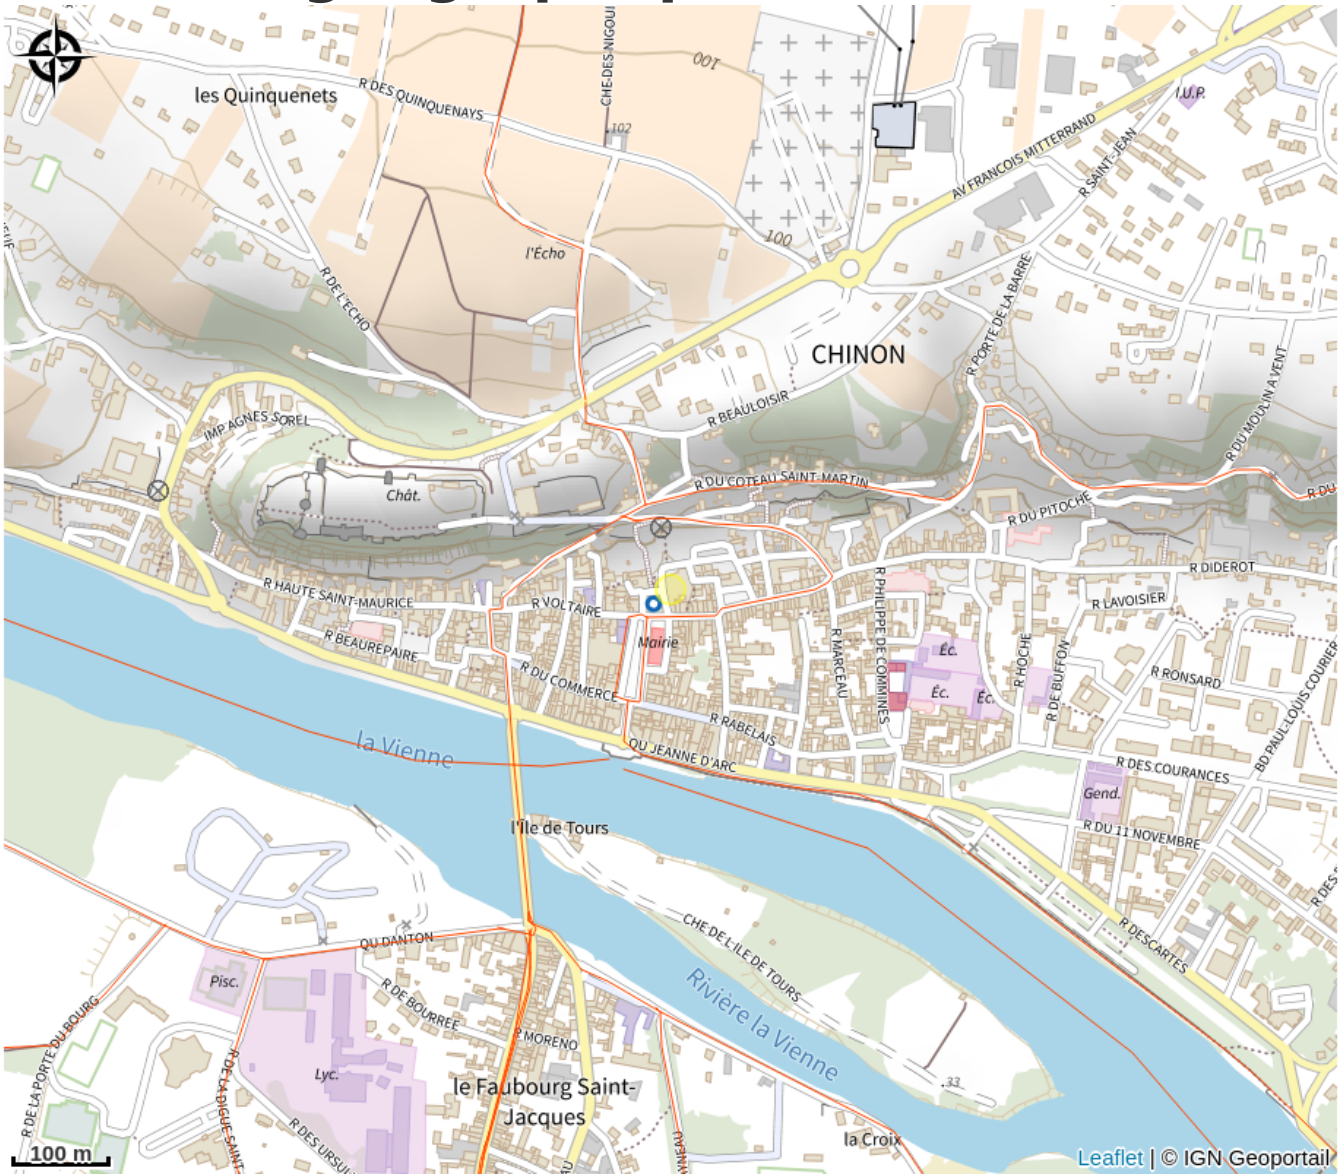 CHE DES NIGOU
100
R DES QUINQUENAYS
les Quinquenets
I.U.P.
102
AV FRANCOIS MITTERRAND
R SAINT-JEAN
100
l'Écho
R DE L'ECHO
R PORTE DE LA BARRE
CHINON
R DU MOULIN A VENT
R BEAULOISIR
IMP AGNES SOREL
Chât.
R DU COTEAU SAINT-MARTIN
R DU
R DU PITOCHE
R DIDEROT
R HAUTE SAINT-MAURICE
R VOLTAIRE
R PHILIPPE DE COMMINES
R LAVOISIER
R BEAUREPAIRE
Mairie
R MARCEAU
Éc.
R HOCHE
R DE BUFFON
R RONSARD
BD PAUL-LOUIS COURIER
R DU COMMERCE
Éc.
Éc.
R RABELAIS
la Vienne
QU JEANNE D'ARC
R DES COURANCES
Gend.
l'Île de Tours
R DU 11 NOVEMBRE
R DES
QU DANTON
CHE DE L'ILE DE TOURS
R DESCARTES
Pisc.
R DE BOURREE
Rivière la Vienne
R DE LA PORTE DU BOURG
R MORENO
R DE LA DIGUE SAINT
Lyc.
le Faubourg Saint-
Jacques
33
R DES URSUL
la Croix
100 m
Leaflet | © IGN Geoportail